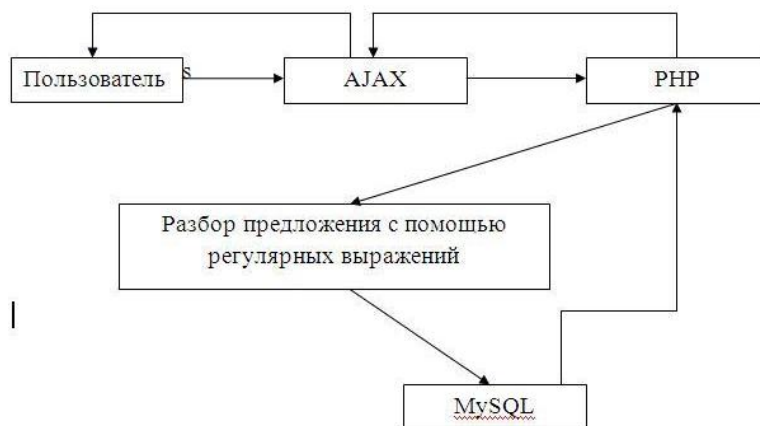 Пользователь s
AJAX
PHP
Разбор предложения с помощью
регулярных выражений
MySQL